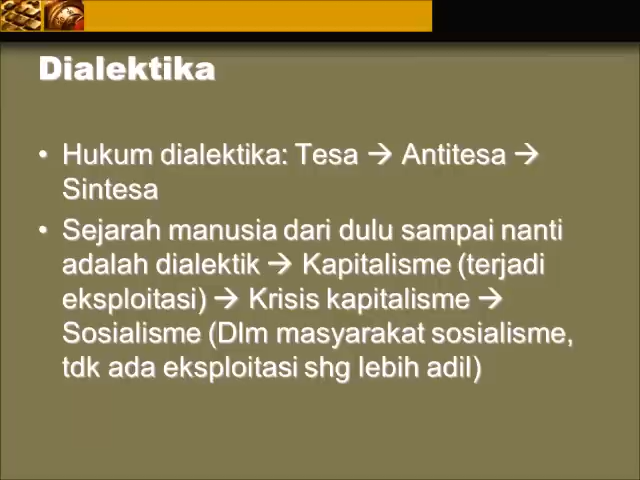 Dialektika
• Hukum dialektika: Tesa → Antitesa →
Sintesa
• Sejarah manusia dari dulu sampai nanti
adalah dialektik → Kapitalisme (terjadi
eksploitasi) → Krisis kapitalisme →
Sosialisme (Dlm masyarakat sosialisme,
tdk ada eksploitasi shg lebih adil)